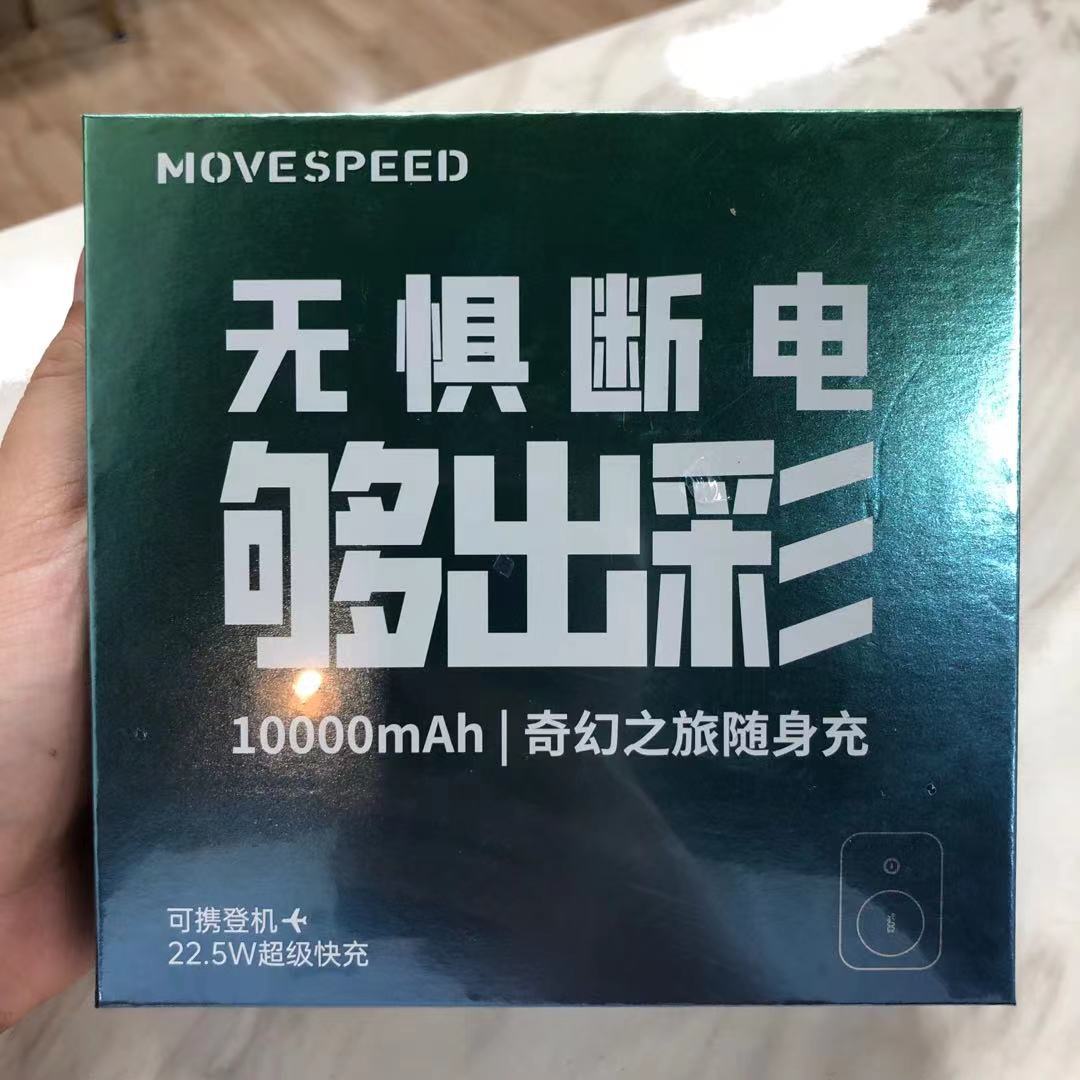 MOVESPEED
无惧断电
够出彩
10000mAh | 奇幻之旅随身充
可携登机
22.5W超级快充
100%